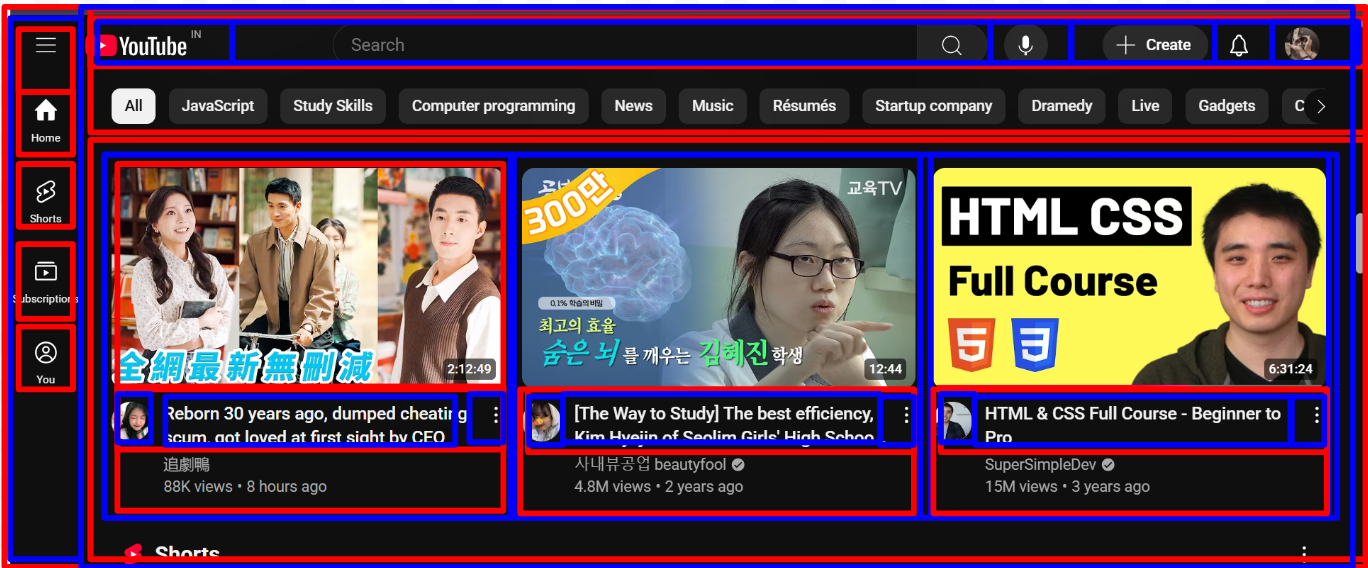 YouTube IN
Search
Create
All
JavaScript
Study Skills
Computer programming
News
Music
Résumés
Startup company
Dramedy
Live
Gadgets
C
Home
Shorts
Subscriptions
You
全網最新無刪減
2:12:49
Reborn 30 years ago, dumped cheating
scum, got loved at first sight by CEO
追劇鴨
88K views • 8 hours ago
300만
교육TV
0.1% 학습의 비밀
최고의 효율
숨은 뇌를 깨우는 김혜진 학생
12:44
[The Way to Study] The best efficiency,
Kim Hyejin of Seolim Girls' High Schoo
사내뷰공업 beautyfool
4.8M views • 2 years ago
HTML CSS
Full Course
5
3
6:31:24
HTML & CSS Full Course - Beginner to
Pro
SuperSimpleDev
15M views • 3 years ago
Shorts